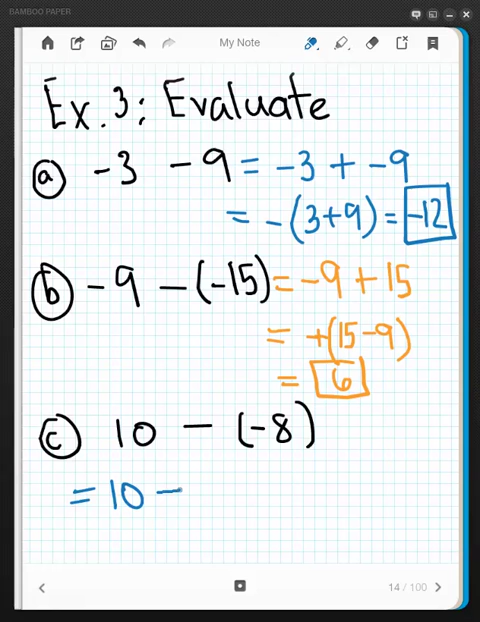 BAMBOO PAPER
My Note
Ex. 3: Evaluate
a -3 - 9 = -3 + -9
= -(3+9) = -12
b -9 - (-15) = -9 + 15
= +(15-9)
= 6
c 10 - (-8)
= 10 -
14 / 100